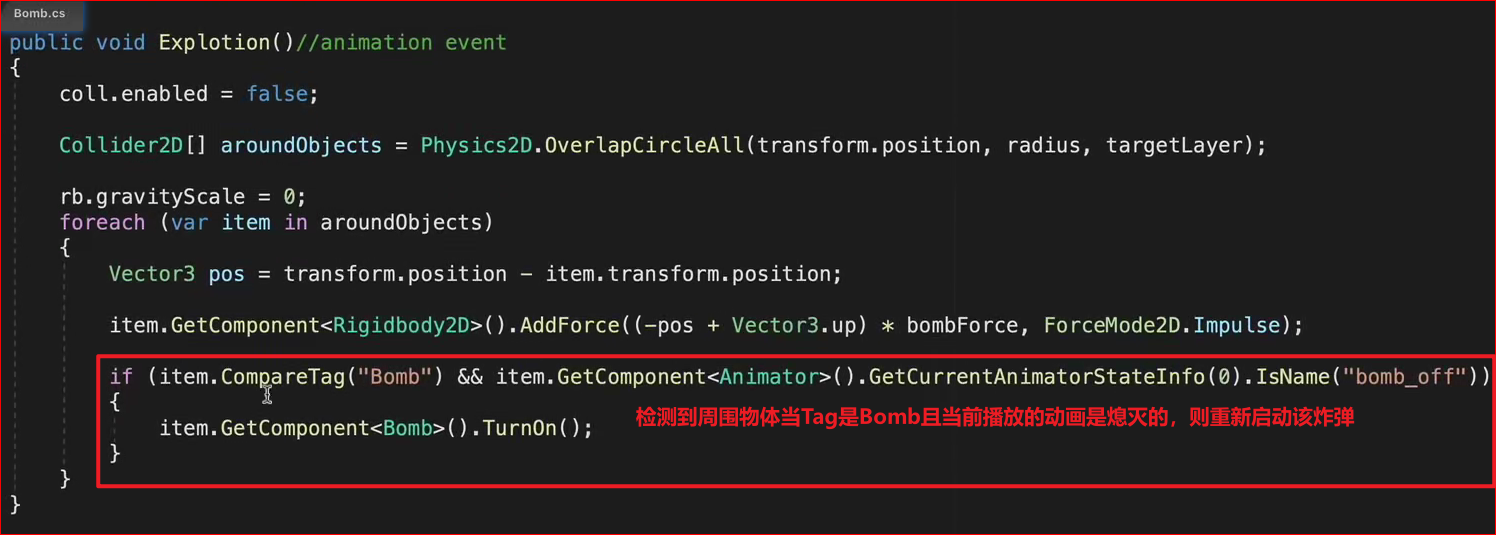 Bomb.cs
public void Explotion()//animation event
{
coll.enabled = false;
Collider2D[] aroundObjects = Physics2D.OverlapCircleAll(transform.position, radius, targetLayer);
rb.gravityScale = 0;
foreach (var item in aroundObjects)
{
Vector3 pos = transform.position - item.transform.position;
item.GetComponent<Rigidbody2D>().AddForce((-pos + Vector3.up) * bombForce, ForceMode2D.Impulse);
if (item.CompareTag("Bomb") && item.GetComponent<Animator>().GetCurrentAnimatorStateInfo(0).IsName("bomb_off"))
{
检测到周围物体当Tag是Bomb且当前播放的动画是熄灭的，则重新启动该炸弹
item.GetComponent<Bomb>().TurnOn();
}
}
}